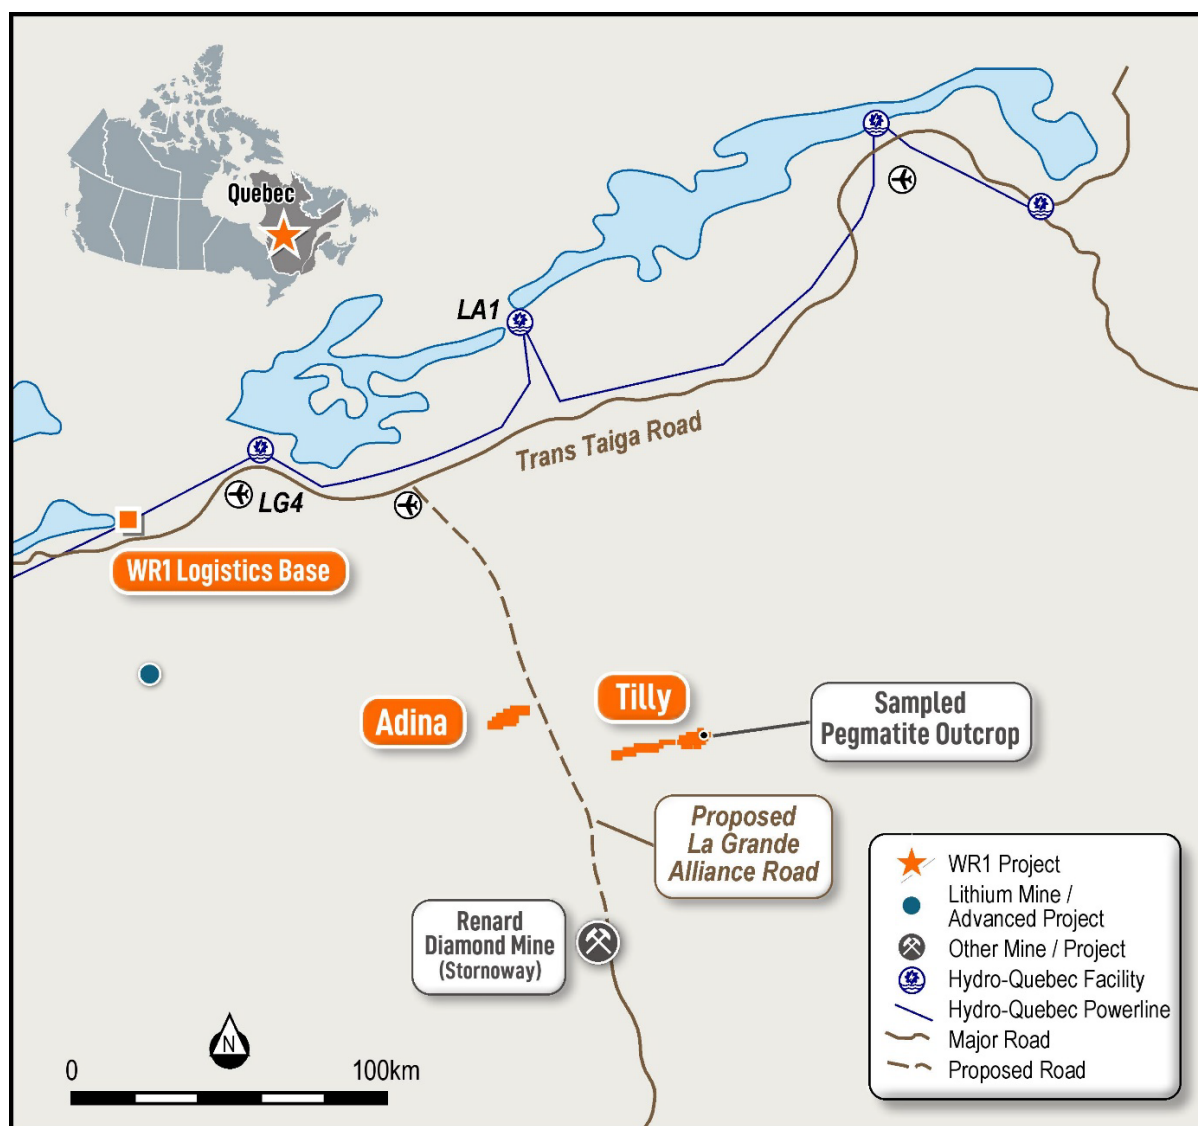 Quebec
LA1
Trans Taiga Road
LG4
WR1 Logistics Base
Adina
Tilly
Sampled
Pegmatite Outcrop
Proposed
La Grande
Alliance Road
Renard
Diamond Mine
(Stornoway)
WR1 Project
Lithium Mine /
Advanced Project
Other Mine / Project
Hydro-Quebec Facility
Hydro-Quebec Powerline
Major Road
Proposed Road
N
0
100km